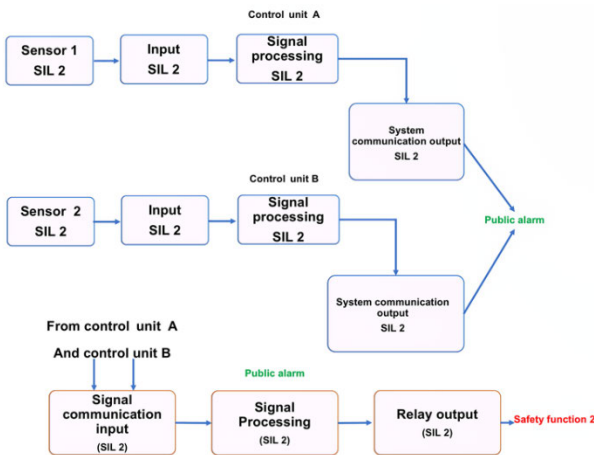 Control unit A
Sensor 1
SIL 2
Input
SIL 2
Signal
processing
SIL 2
System
communication output
SIL 2
Control unit B
Sensor 2
SIL 2
Input
SIL 2
Signal
processing
SIL 2
Public alarm
System communication
output
SIL 2
From control unit A
And control unit B
Public alarm
Signal
communication
input
(SIL 2)
Signal
Processing
(SIL 2)
Relay output
(SIL 2)
Safety function 2